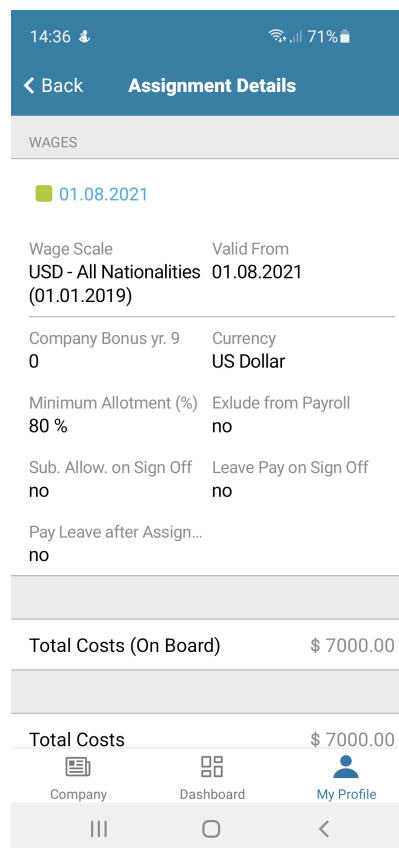 14:36 71%
Back Assignment Details
WAGES
01.08.2021
Wage Scale Valid From
USD - All Nationalities 01.08.2021
(01.01.2019)
Company Bonus yr. 9 Currency
0 US Dollar
Minimum Allotment (%) Exlude from Payroll
80 % no
Sub. Allow. on Sign Off Leave Pay on Sign Off
no no
Pay Leave after Assign...
no
Total Costs (On Board) $ 7000.00
Total Costs $ 7000.00
Company Dashboard My Profile